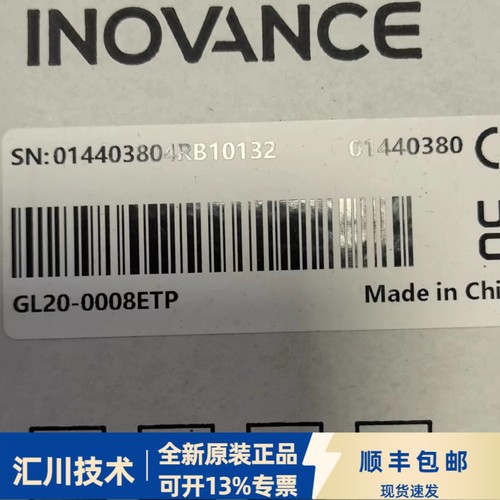 INOVANCE
SN:014403804RB10132 01440380
GL20-0008ETP Made in Chi
汇川技术 全新原装正品 顺丰包邮
可开13%专票 现货速发